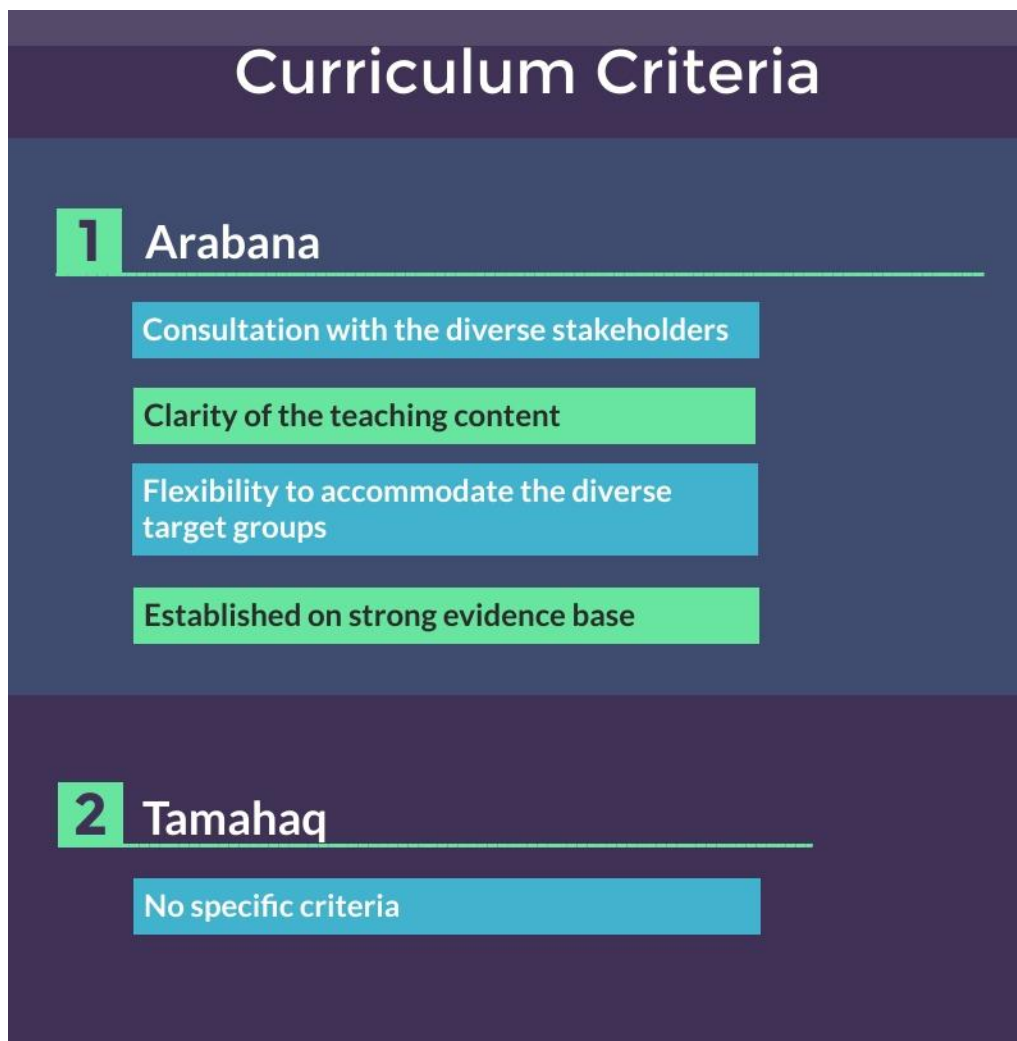 Curriculum Criteria
1 Arabana
Consultation with the diverse stakeholders
Clarity of the teaching content
Flexibility to accommodate the diverse
target groups
Established on strong evidence base
2 Tamahaq
No specific criteria